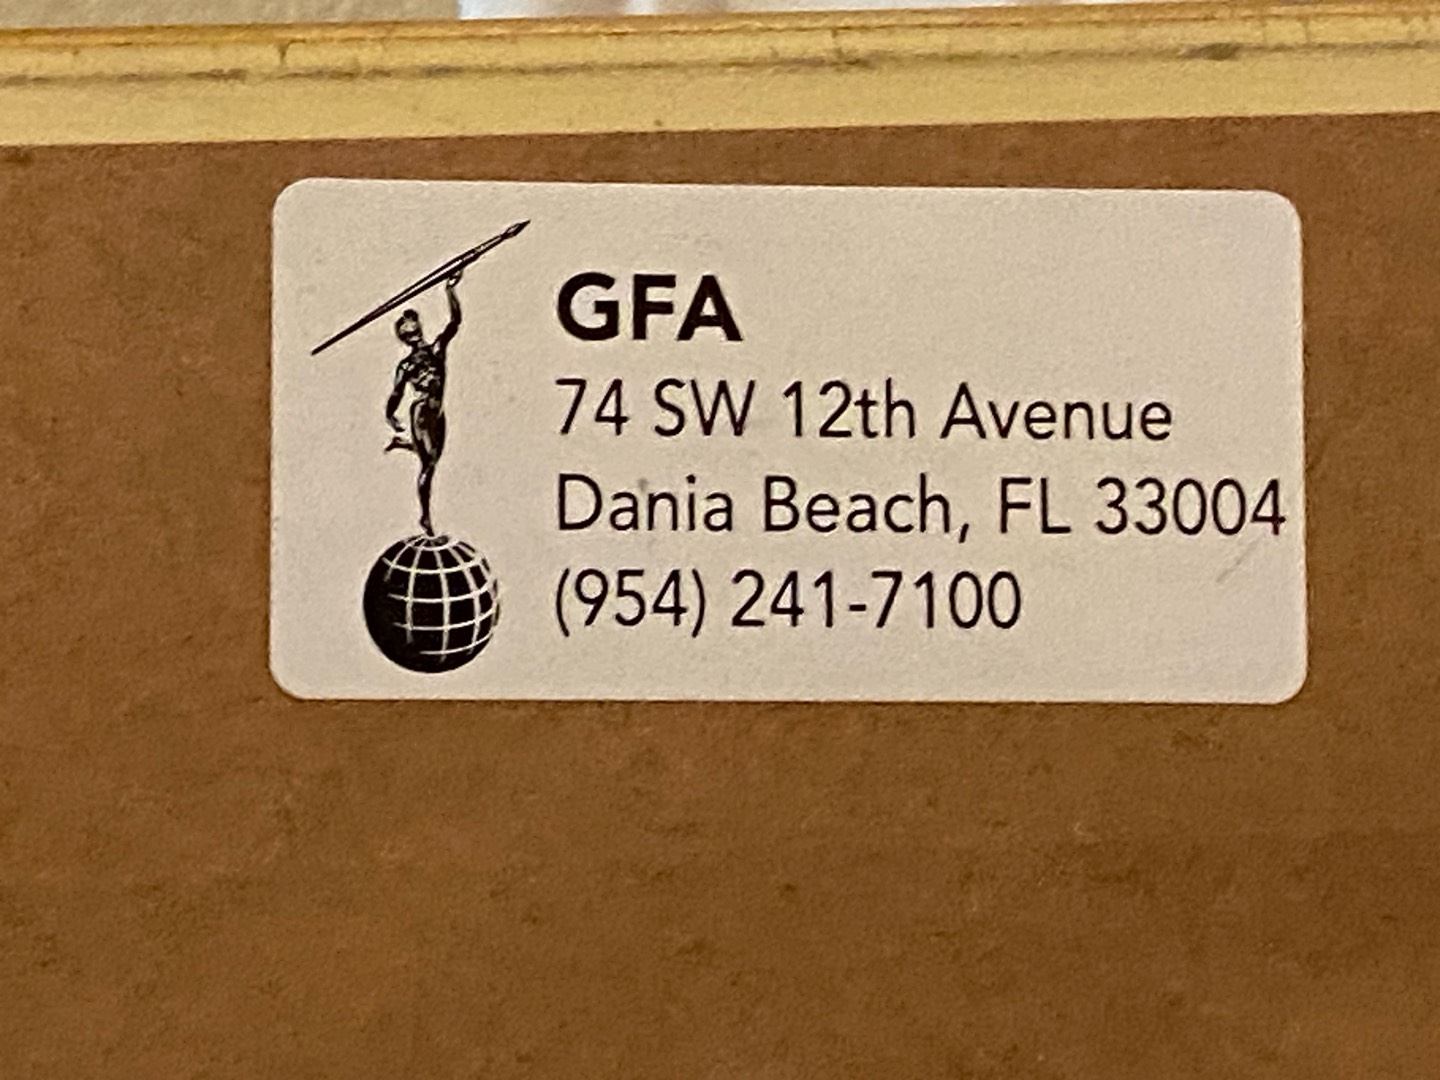 GFA
74 SW 12th Avenue
Dania Beach, FL 33004
(954) 241-7100